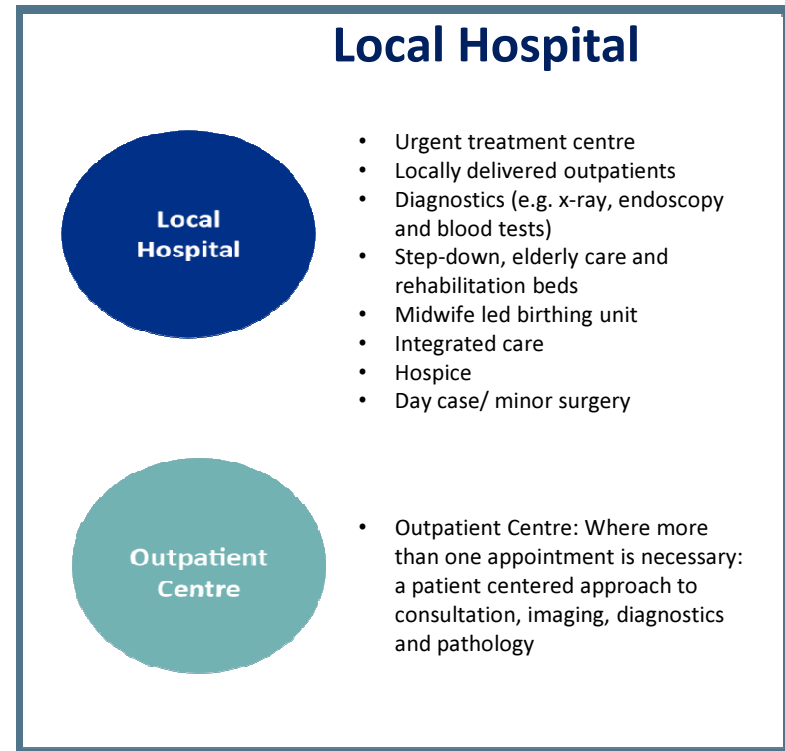 Local Hospital
Local
Hospital
• Urgent treatment centre
• Locally delivered outpatients
• Diagnostics (e.g. x-ray, endoscopy
and blood tests)
• Step-down, elderly care and
rehabilitation beds
• Midwife led birthing unit
• Integrated care
• Hospice
• Day case/ minor surgery
Outpatient
Centre
• Outpatient Centre: Where more
than one appointment is necessary:
a patient centered approach to
consultation, imaging, diagnostics
and pathology